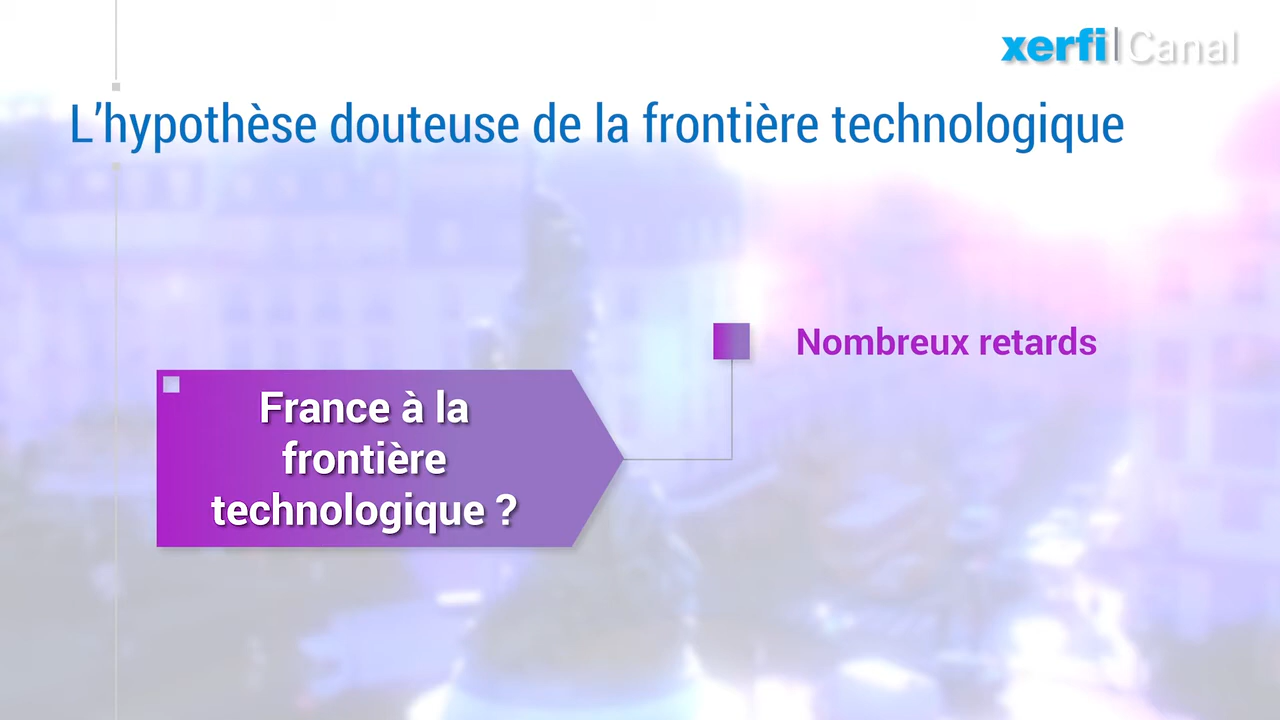 xerfi | Canal
L’hypothèse douteuse de la frontière technologique
Nombreux retards
France à la
frontière
technologique ?